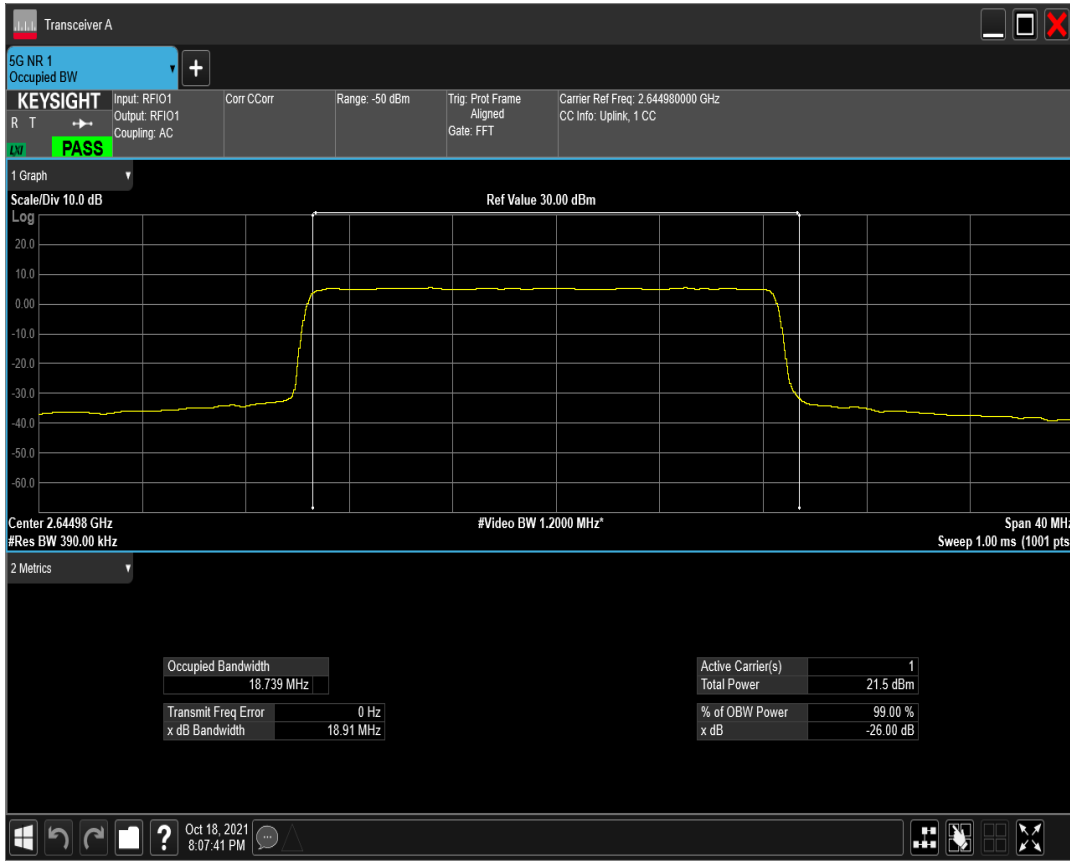 Transceiver A
5G NR 1
Occupied BW
+
KEYSIGHT
Input: RFIO1
Output: RFIO1
Coupling: AC
Corr CCorr
Range: -50 dBm
Trig: Prot Frame
Aligned
Gate: FFT
Carrier Ref Freq: 2.644980000 GHz
CC Info: Uplink, 1 CC
R T
LXI
PASS
1 Graph
Scale/Div 10.0 dB
Ref Value 30.00 dBm
Log
20.0
10.0
0.00
-10.0
-20.0
-30.0
-40.0
-50.0
-60.0
Center 2.64498 GHz
#Video BW 1.2000 MHz*
Span 40 MHz
#Res BW 390.00 kHz
Sweep 1.00 ms (1001 pts
2 Metrics
Occupied Bandwidth
18.739 MHz
Transmit Freq Error 0 Hz
x dB Bandwidth 18.91 MHz
Active Carrier(s) 1
Total Power 21.5 dBm
% of OBW Power 99.00 %
x dB -26.00 dB
?
Oct 18, 2021
8:07:41 PM